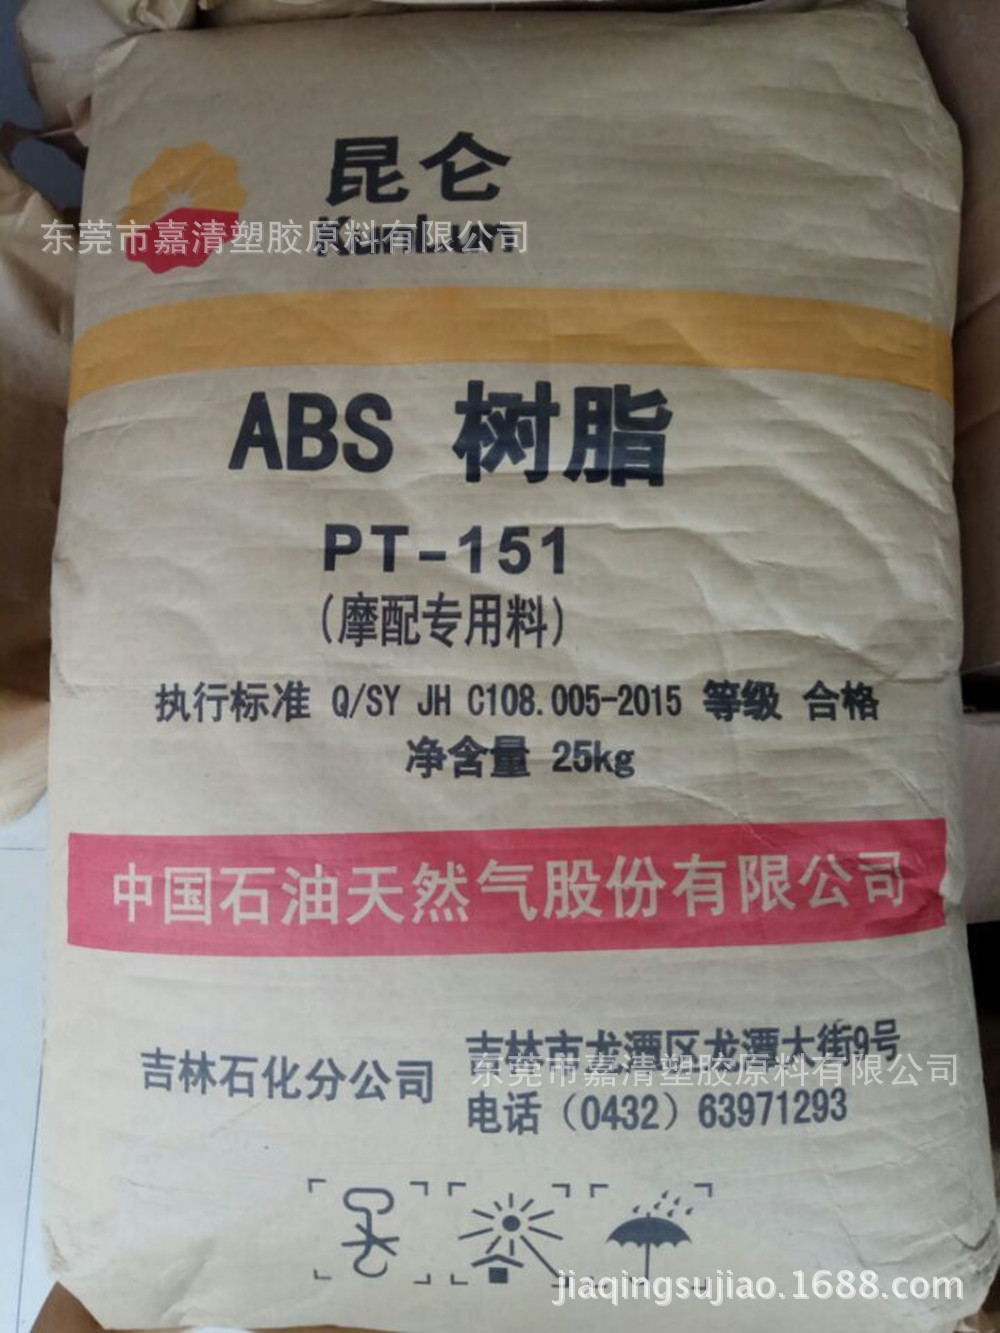 昆仑
KunLun
东莞市嘉清塑胶原料有限公司
ABS 树脂
PT-151
(摩配专用料)
执行标准 Q/SY JH C108.005-2015 等级 合格
净含量 25kg
中国石油天然气股份有限公司
吉林石化分公司
吉林市龙潭区龙潭大街9号
东莞市嘉清塑胶原料有限公司
电话（0432）63971293
jiaqingsujiao.1688.com